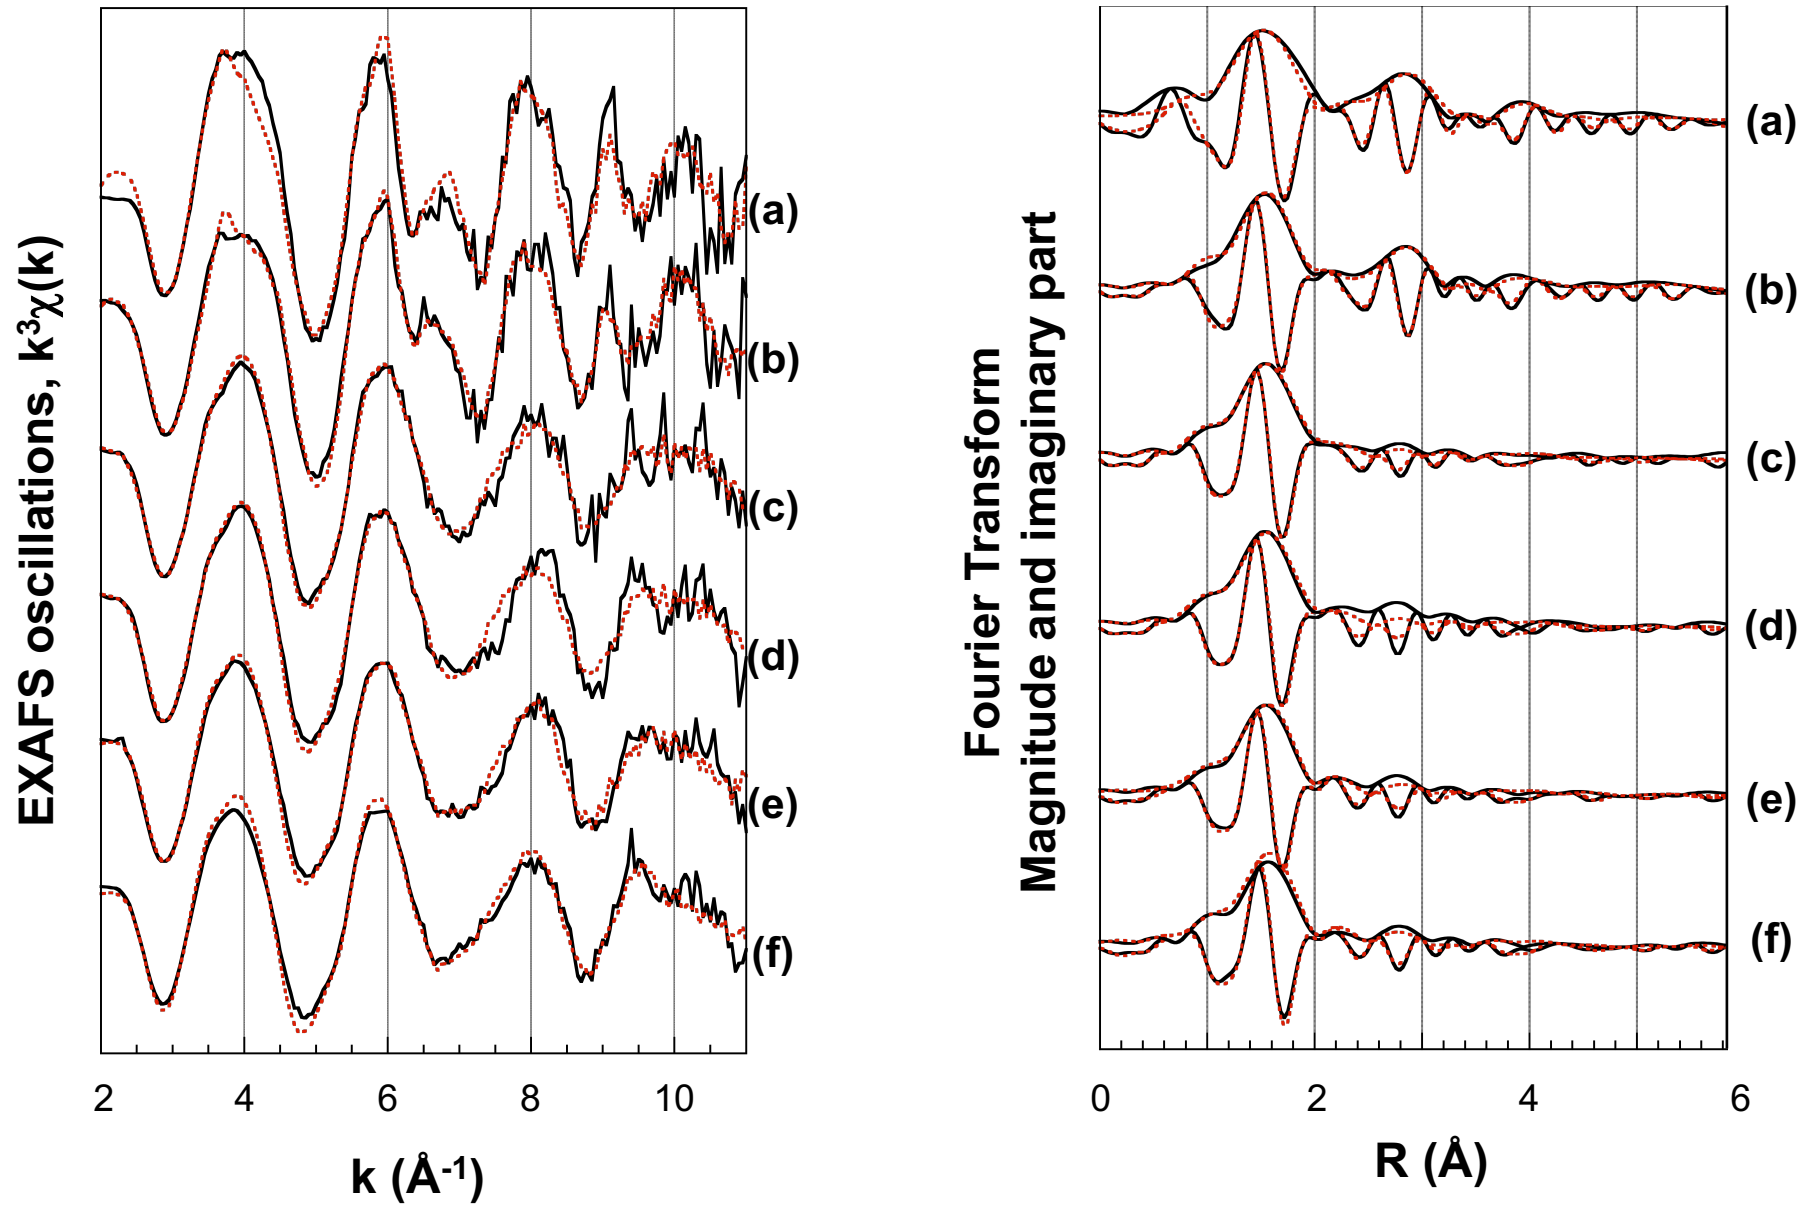 EXAFS oscillations, k³χ(k)
(a)
(b)
(c)
(d)
(e)
(f)
2 4 6 8 10
k (Å⁻¹)
Fourier Transform
Magnitude and imaginary part
(a)
(b)
(c)
(d)
(e)
(f)
0 2 4 6
R (Å)